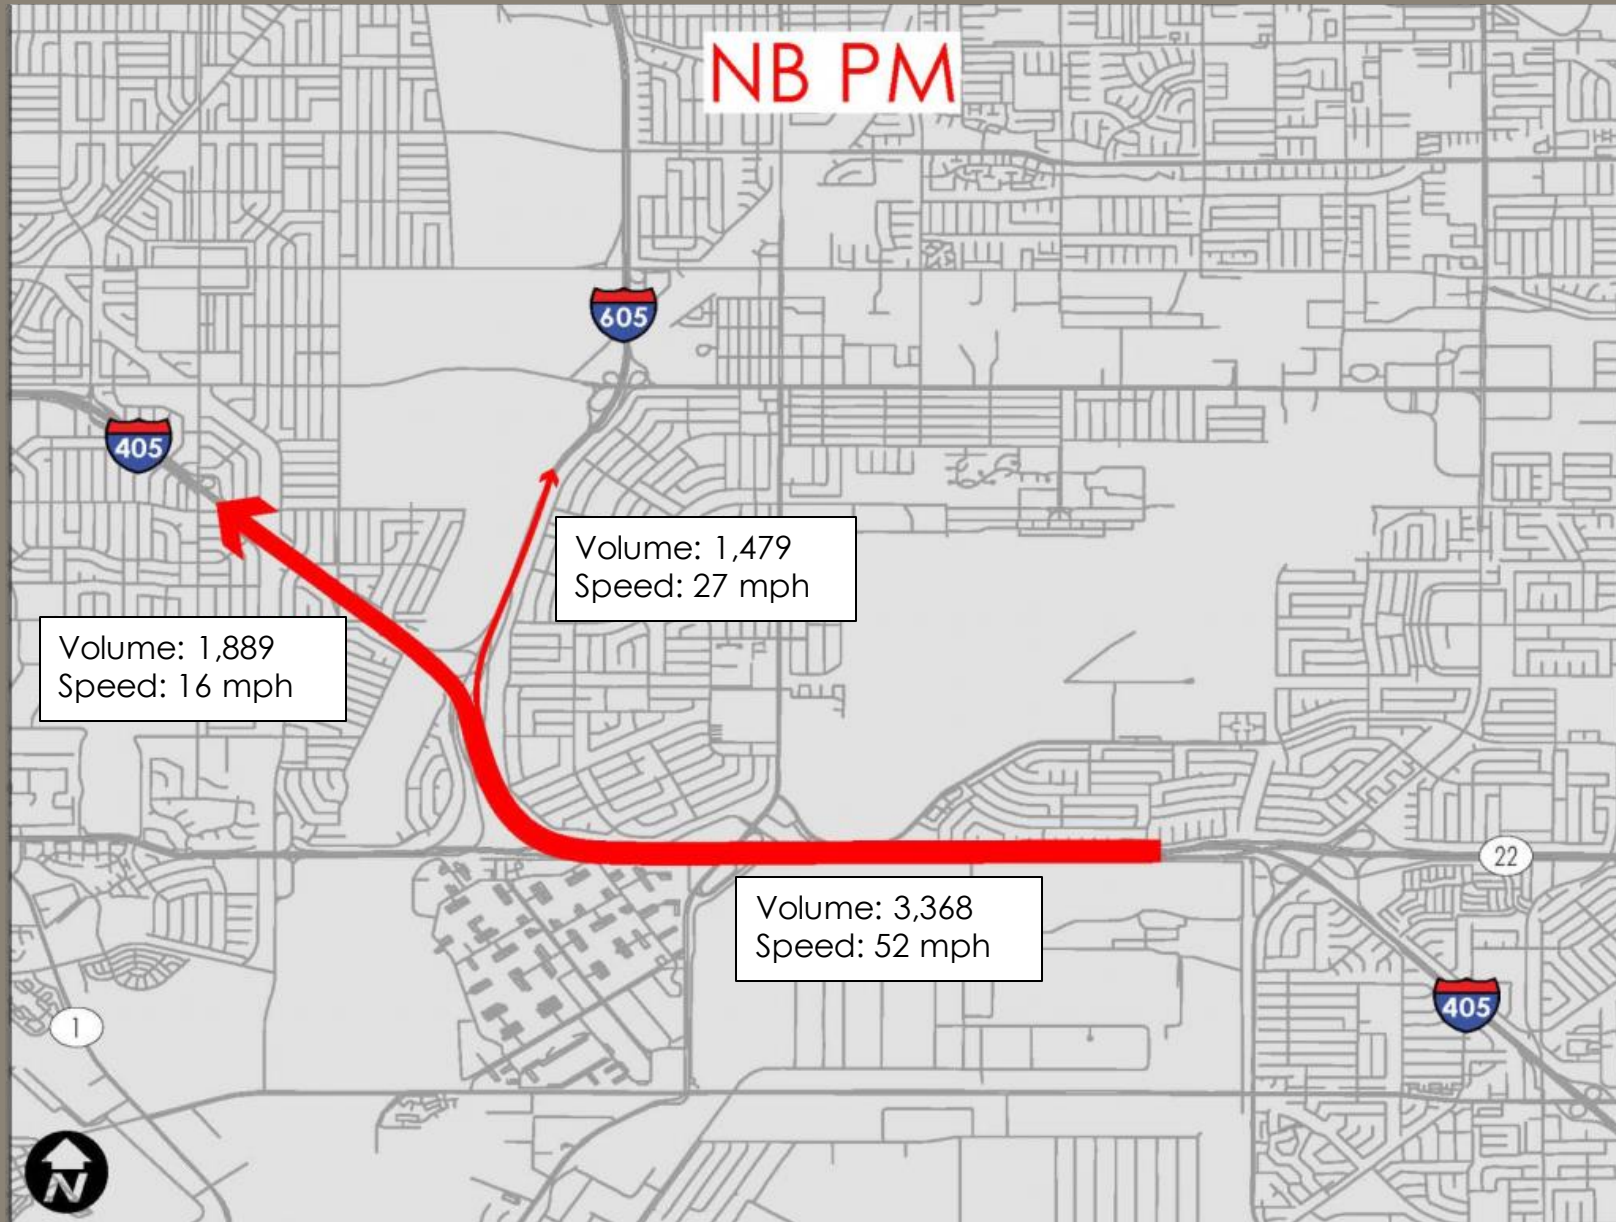 NB PM
605
405
Volume: 1,479
Speed: 27 mph
Volume: 1,889
Speed: 16 mph
22
Volume: 3,368
Speed: 52 mph
405
1
N